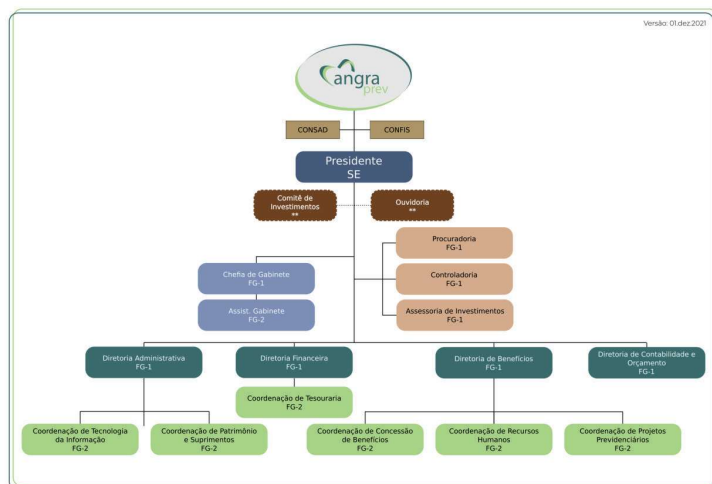 Versão: 01.dez.2021
angra
prev
CONSAD
CONFIS
Presidente
SE
Comitê de
Investimentos
**
Ouvidoria
**
Procuradoria
FG-1
Chefia de Gabinete
FG-1
Controladoria
FG-1
Assist. Gabinete
FG-2
Assessoria de Investimentos
FG-1
Diretoria Administrativa
FG-1
Diretoria Financeira
FG-1
Diretoria de Benefícios
FG-1
Diretoria de Contabilidade e
Orçamento
FG-1
Coordenação de Tesouraria
FG-2
Coordenação de Tecnologia
da Informação
FG-2
Coordenação de Patrimônio
e Suprimentos
FG-2
Coordenação de Concessão
de Benefícios
FG-2
Coordenação de Recursos
Humanos
FG-2
Coordenação de Projetos
Previdenciários
FG-2